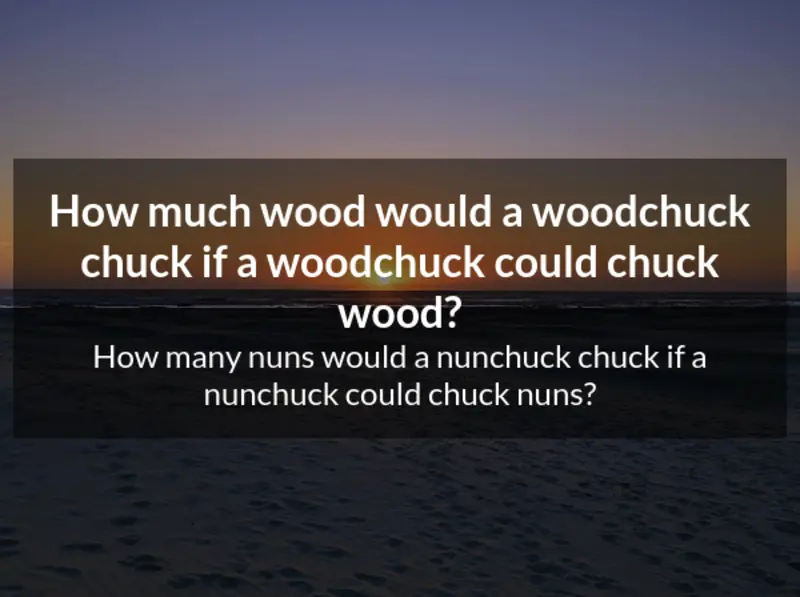 How much wood would a woodchuck
chuck if a woodchuck could chuck
wood?
How many nuns would a nunchuck chuck if a
nunchuck could chuck nuns?